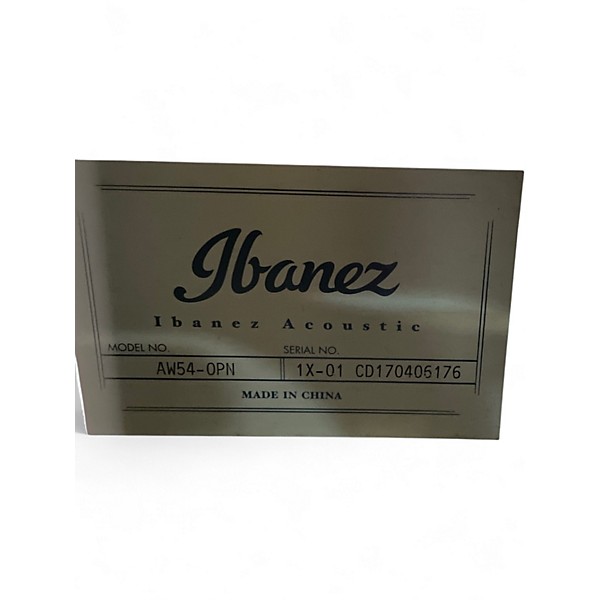 Ibanez
Ibanez Acoustic
MODEL NO. SERIAL NO.
AW54-OPN 1X-01 CD170406176
MADE IN CHINA